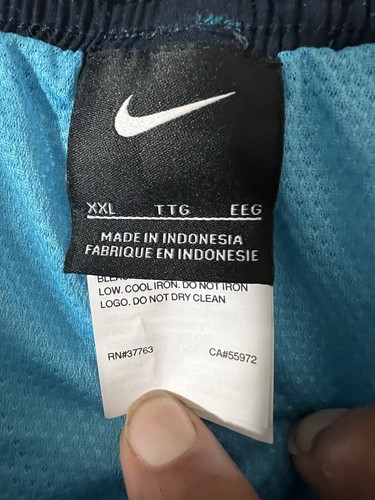 XXL TTG EEG
MADE IN INDONESIA
FABRIQUE EN INDONESIE
LOW. COOL IRON. DO NOT IRON
LOGO. DO NOT DRY CLEAN
RN#37763 CA#55972